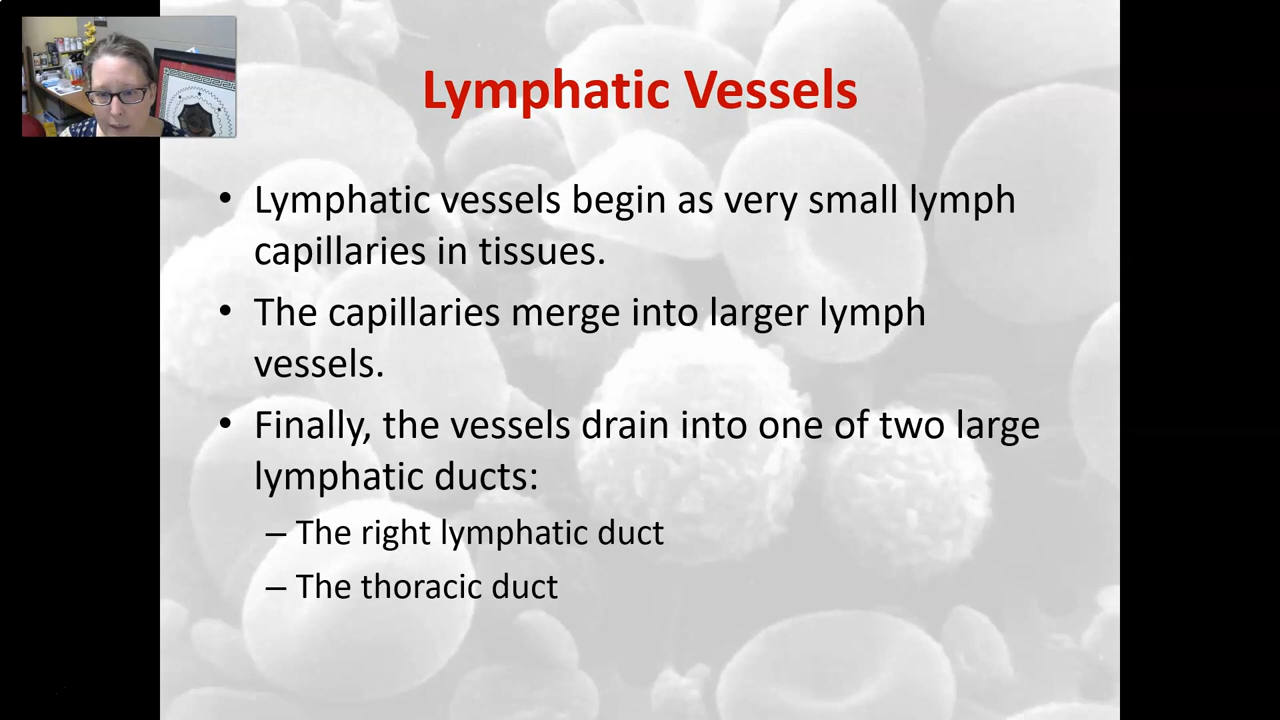 Lymphatic Vessels
• Lymphatic vessels begin as very small lymph
capillaries in tissues.
• The capillaries merge into larger lymph
vessels.
• Finally, the vessels drain into one of two large
lymphatic ducts:
– The right lymphatic duct
– The thoracic duct